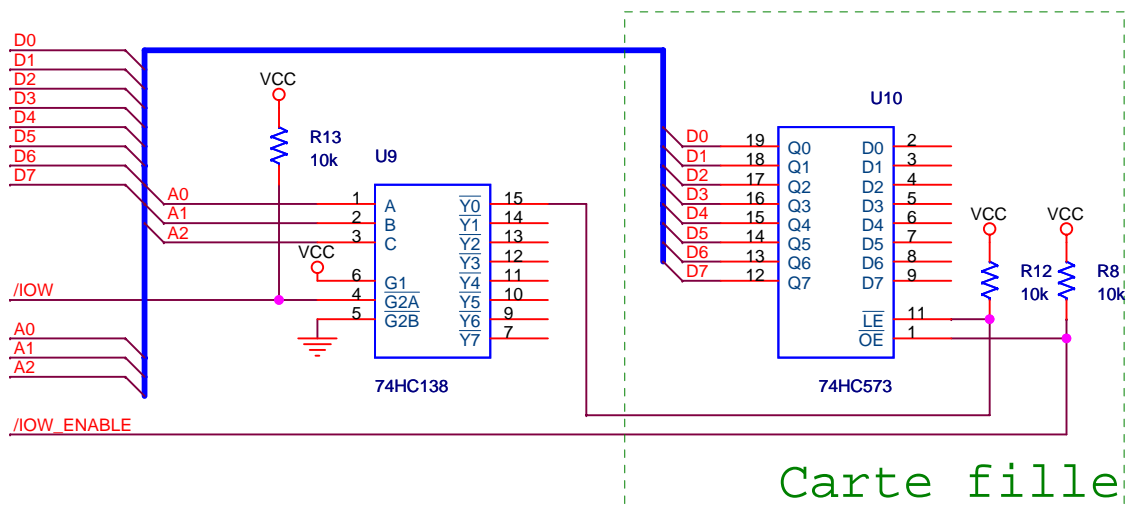 D0
D1
D2
D3
D4
D5
D6
D7
/IOW
A0
A1
A2
/IOW_ENABLE
VCC
R13
10k
U9
A0 1 A
A1 2 B
A2 3 C
VCC
6 G1
4 G2A
5 G2B
Y0 15
Y1 14
Y2 13
Y3 12
Y4 11
Y5 10
Y6 9
Y7 7
74HC138
U10
D0 19 Q0
D1 18 Q1
D2 17 Q2
D3 16 Q3
D4 15 Q4
D5 14 Q5
D6 13 Q6
D7 12 Q7
D0 2
D1 3
D2 4
D3 5
D4 6
D5 7
D6 8
D7 9
LE 11
OE 1
74HC573
VCC
R12
10k
VCC
R8
10k
Carte fille